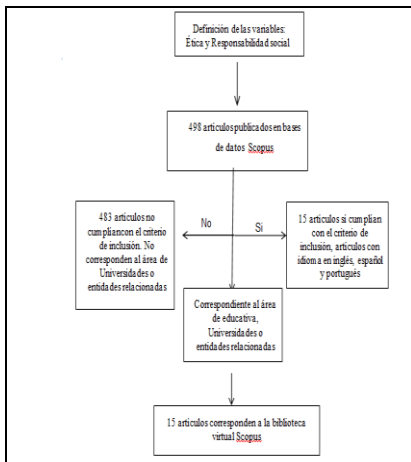 Definición de las variables:
Ética y Responsabilidad social
498 artículos publicados en bases
de datos Scopus
483 artículos no
cumplían con el criterio
de inclusión. No
corresponden al área de
Universidades o
entidades relacionadas
No
Si
15 artículos si cumplían
con el criterio de
inclusión, artículos con
idioma en inglés, español
y portugués
Correspondiente al área
de educativa,
Universidades o
entidades relacionadas
15 artículos corresponden a la biblioteca
virtual Scopus